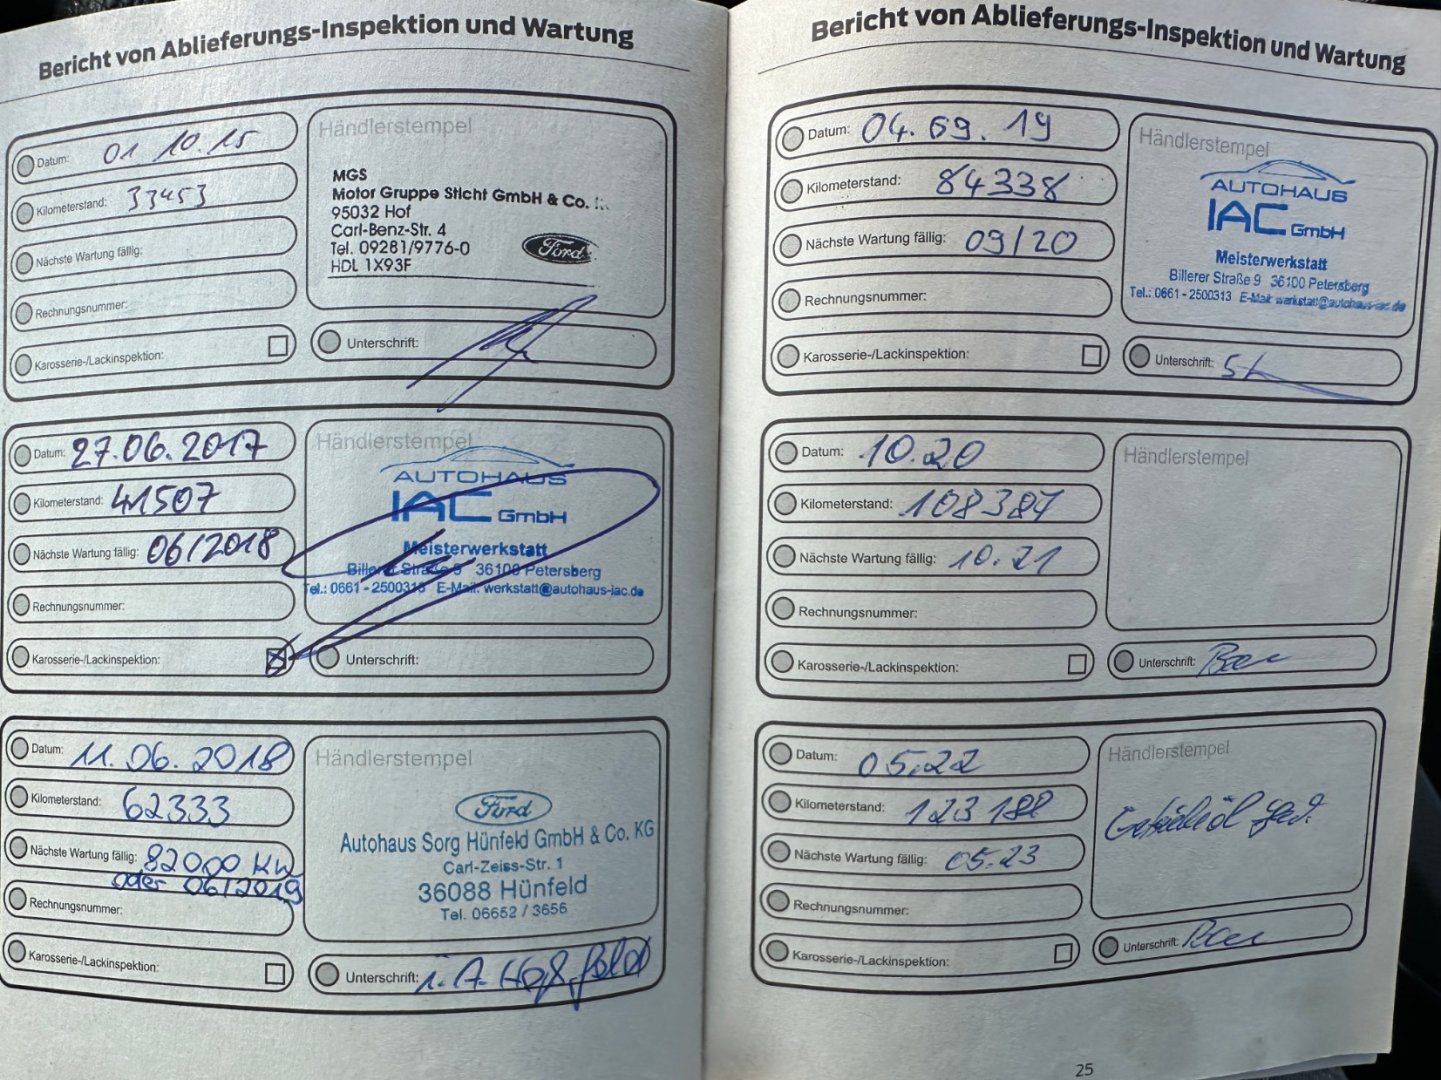 Bericht von Ablieferungs-Inspektion und Wartung
Datum: 01 10.15
Kilometerstand: 33453
Nächste Wartung fällig:
Rechnungsnummer:
Karosserie-/Lackinspektion:
Händlerstempel
MGS
Motor Gruppe Sticht GmbH & Co.
95032 Hof
Carl-Benz-Str. 4
Tel. 09281/9776-0
HDL 1X93F
Ford
Unterschrift:
Datum: 27.06.2017
Kilometerstand: 41507
Nächste Wartung fällig: 06/2018
Rechnungsnummer:
Karosserie-/Lackinspektion:
Händlerstempel
AUTOHAUS
IAC GmbH
Meisterwerkstatt
Billerer Straße 9 36100 Petersberg
Tel.: 0661 - 2500313 E-Mail: werkstatt@autohaus-iac.de
Unterschrift:
Datum: 11.06.2018
Kilometerstand: 62333
Nächste Wartung fällig: 82000 KM
oder 06/2019
Rechnungsnummer:
Karosserie-/Lackinspektion:
Händlerstempel
Ford
Autohaus Sorg Hünfeld GmbH & Co. KG
Carl-Zeiss-Str. 1
36088 Hünfeld
Tel. 06652 / 3656
Unterschrift: i.A.
Bericht von Ablieferungs-Inspektion und Wartung
Datum: 04.09.19
Kilometerstand: 84338
Nächste Wartung fällig: 09/20
Rechnungsnummer:
Karosserie-/Lackinspektion:
Händlerstempel
AUTOHAUS
IAC GmbH
Meisterwerkstatt
Billerer Straße 9 36100 Petersberg
Tel.: 0661 - 2500313 E-Mail: werkstatt@autohaus-iac.de
Unterschrift:
Datum: 10.20
Kilometerstand: 108387
Nächste Wartung fällig: 10.21
Rechnungsnummer:
Karosserie-/Lackinspektion:
Händlerstempel
Unterschrift:
Datum: 05.22
Kilometerstand: 123188
Nächste Wartung fällig: 05.23
Rechnungsnummer:
Karosserie-/Lackinspektion:
Händlerstempel
Getriebeöl gew.
Unterschrift:
25